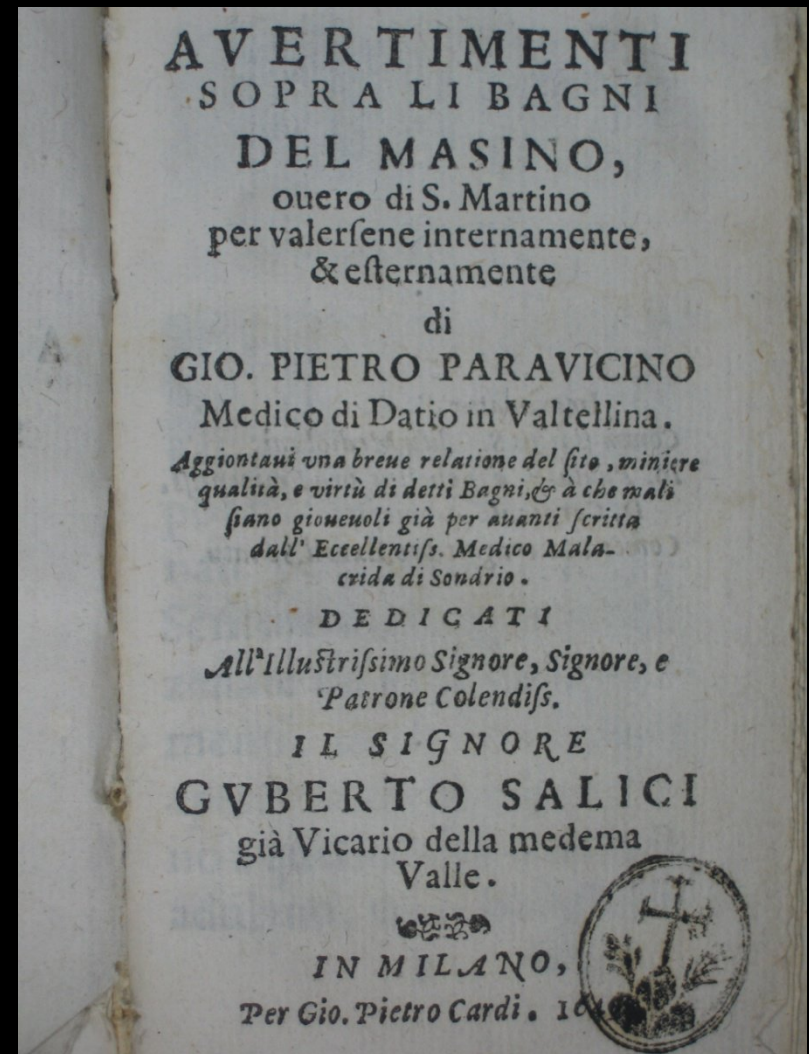 AVERTIMENTI
SOPRA LI BAGNI
DEL MASINO,
ouero di S. Martino
per valerſene internamente,
& eſternamente
di
GIO. PIETRO PARAVICINO
Medico di Datio in Valtellina.
Aggiontaui vna breue relatione del ſito, miniere
qualità, e virtù di detti Bagni, & à che mali
ſiano gioueuoli già per auanti ſcritta
dall' Eccellentiſs. Medico Mala-
crida di Sondrio.
DEDICATI
All'Illuſtriſsimo Signore, Signore, e
Patrone Colendiſs.
IL SIGNORE
GVBERTO SALICI
già Vicario della medema
Valle.
IN MILANO,
Per Gio. Pietro Cardi.